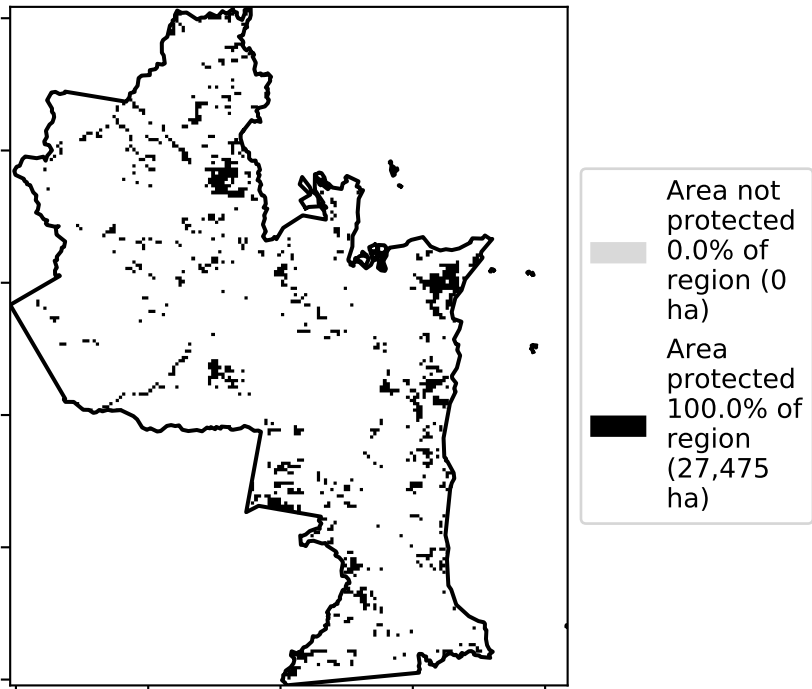 Area not
protected
0.0% of
region (0
ha)
Area
protected
100.0% of
region
(27,475
ha)